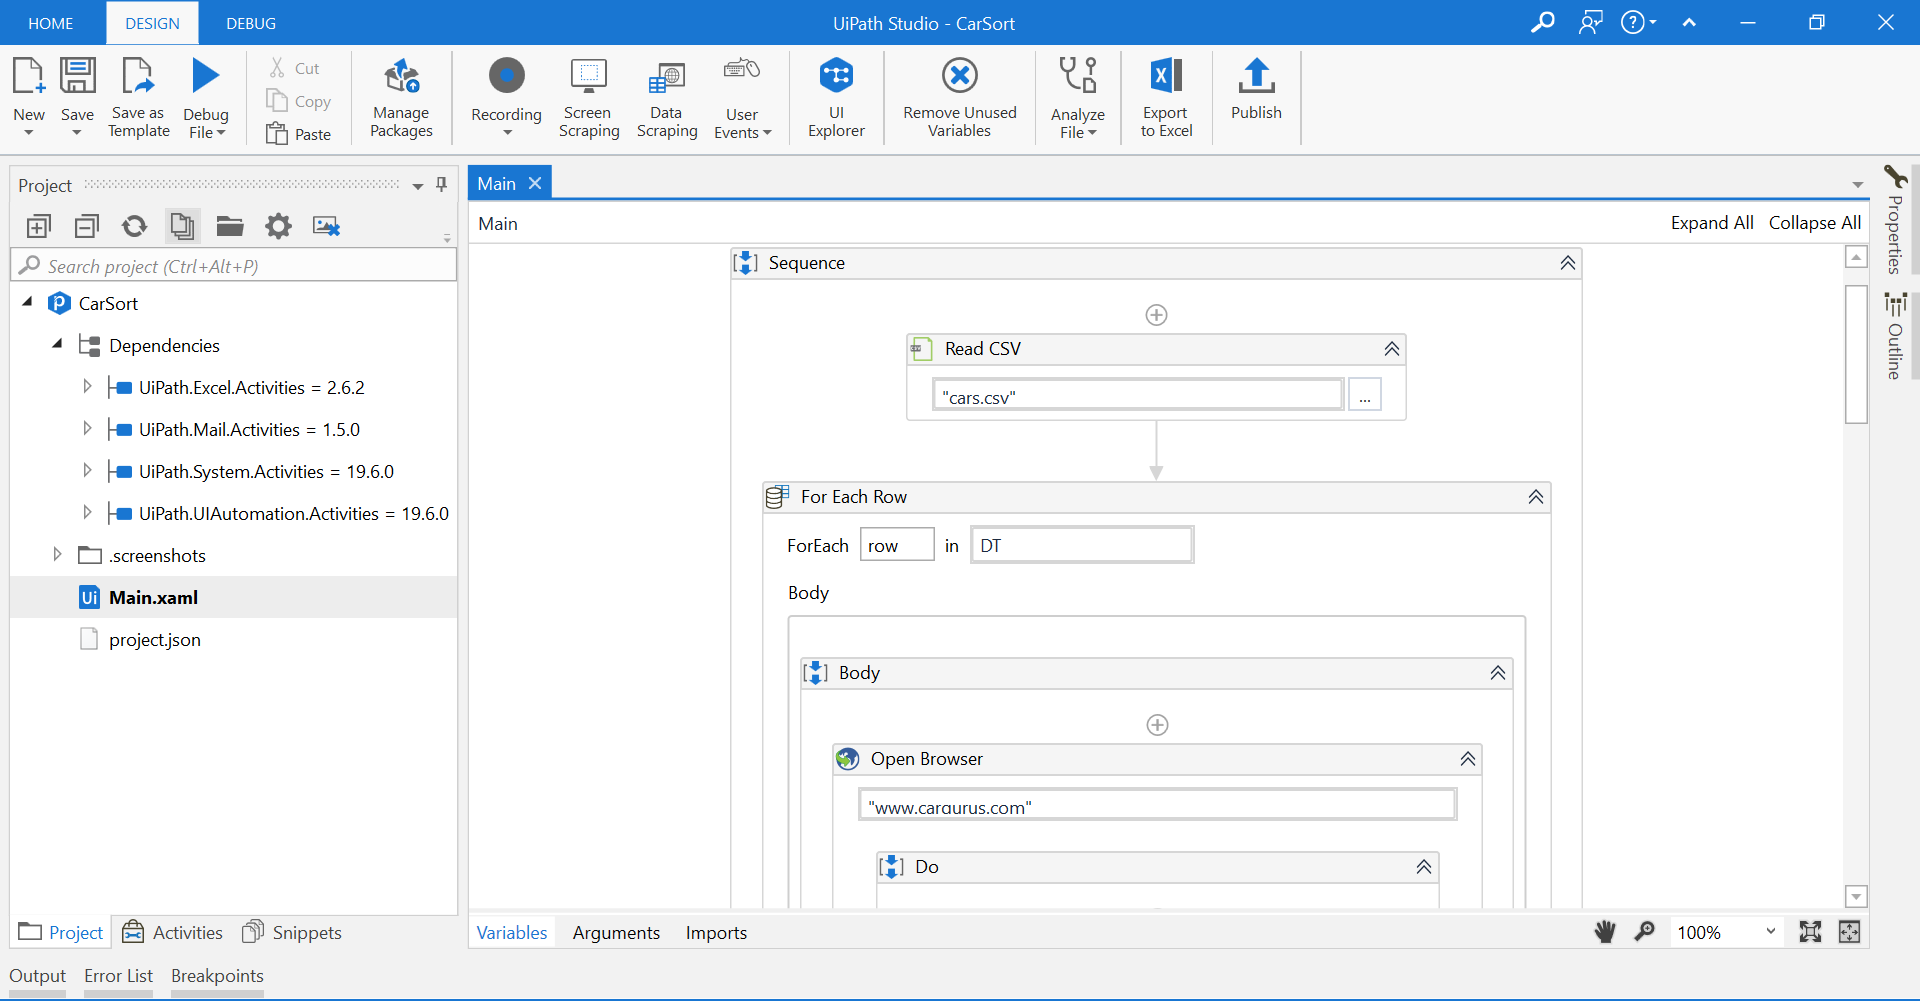 HOME DESIGN DEBUG UiPath Studio - CarSort
New Save Save as Template Debug File Cut Copy Paste Manage Packages Recording Screen Scraping Data Scraping User Events UI Explorer Remove Unused Variables Analyze File Export to Excel Publish
Project
Search project (Ctrl+Alt+P)
CarSort
Dependencies
UiPath.Excel.Activities = 2.6.2
UiPath.Mail.Activities = 1.5.0
UiPath.System.Activities = 19.6.0
UiPath.UIAutomation.Activities = 19.6.0
.screenshots
Ui Main.xaml
project.json
Project Activities Snippets
Main
Main Expand All Collapse All
Sequence
Read CSV
"cars.csv" ...
For Each Row
ForEach row in DT
Body
Body
Open Browser
"www.cargurus.com"
Do
Variables Arguments Imports 100%
Properties
Outline
Output Error List Breakpoints